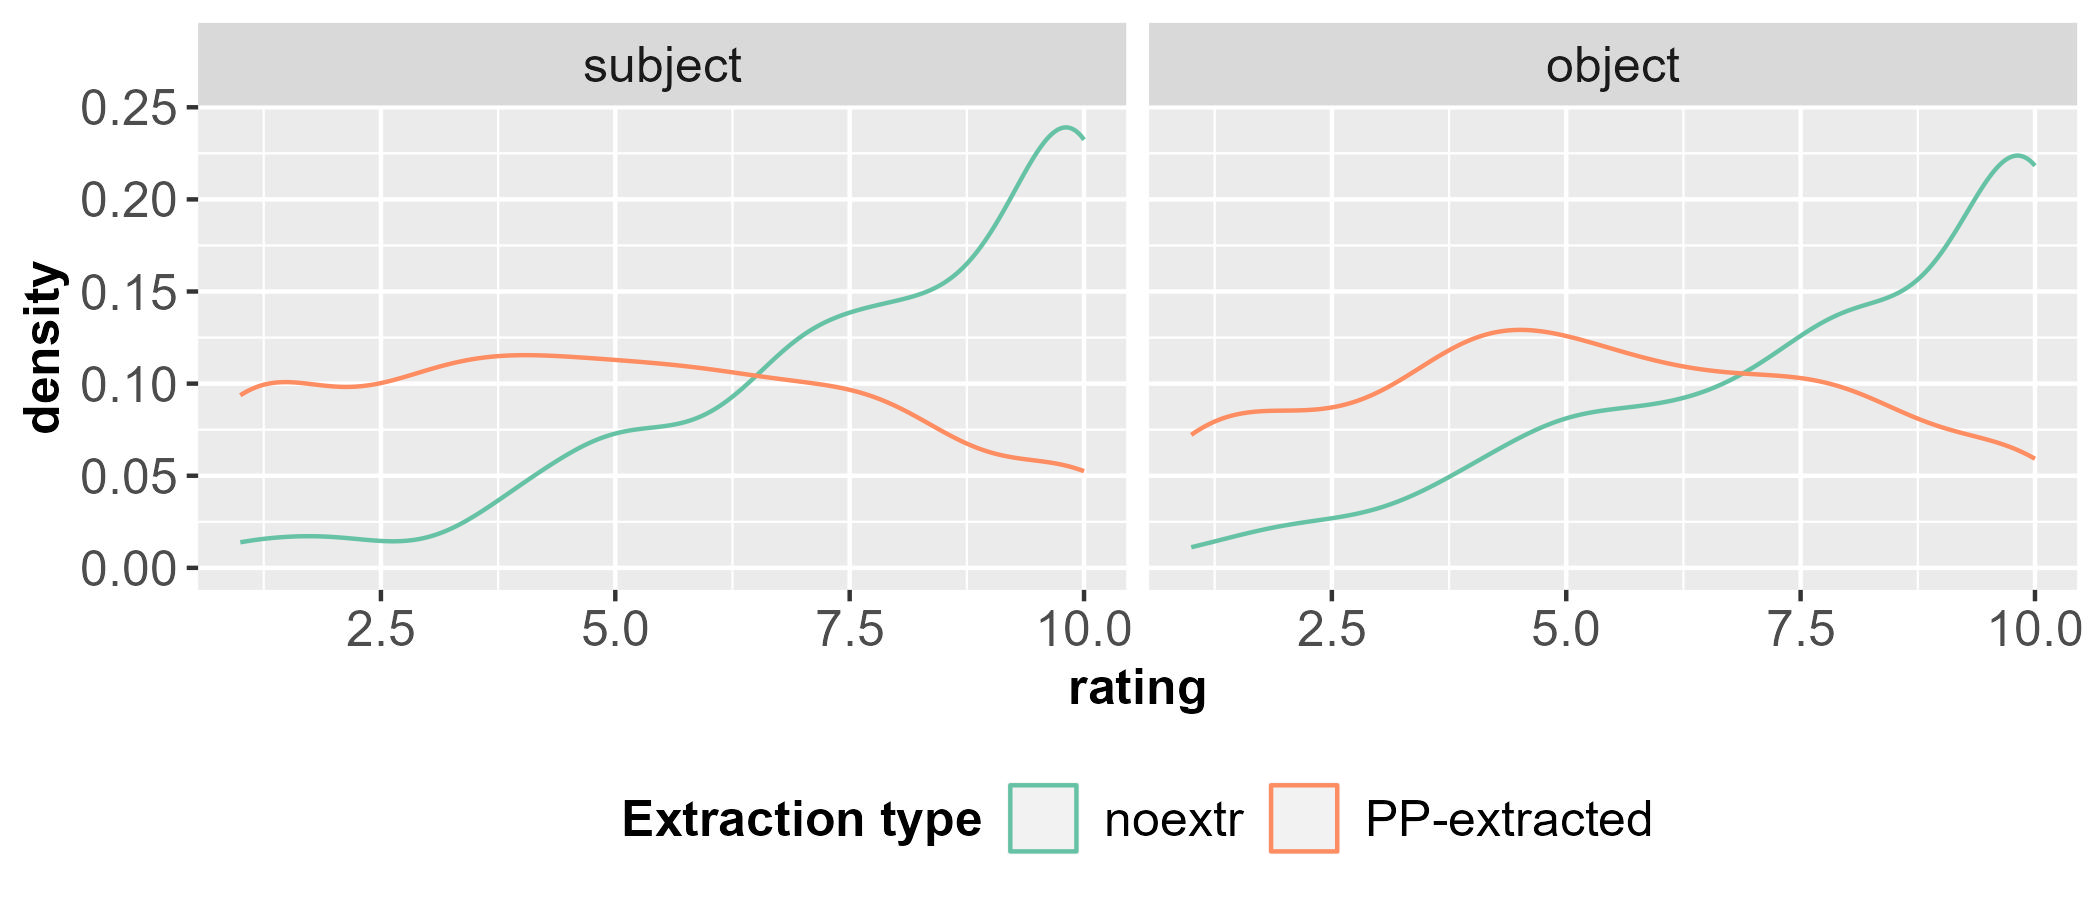 subject object
0.25
0.20
0.15
0.10
0.05
0.00
density
2.5 5.0 7.5 10.0 2.5 5.0 7.5 10.0
rating
Extraction type noextr PP-extracted